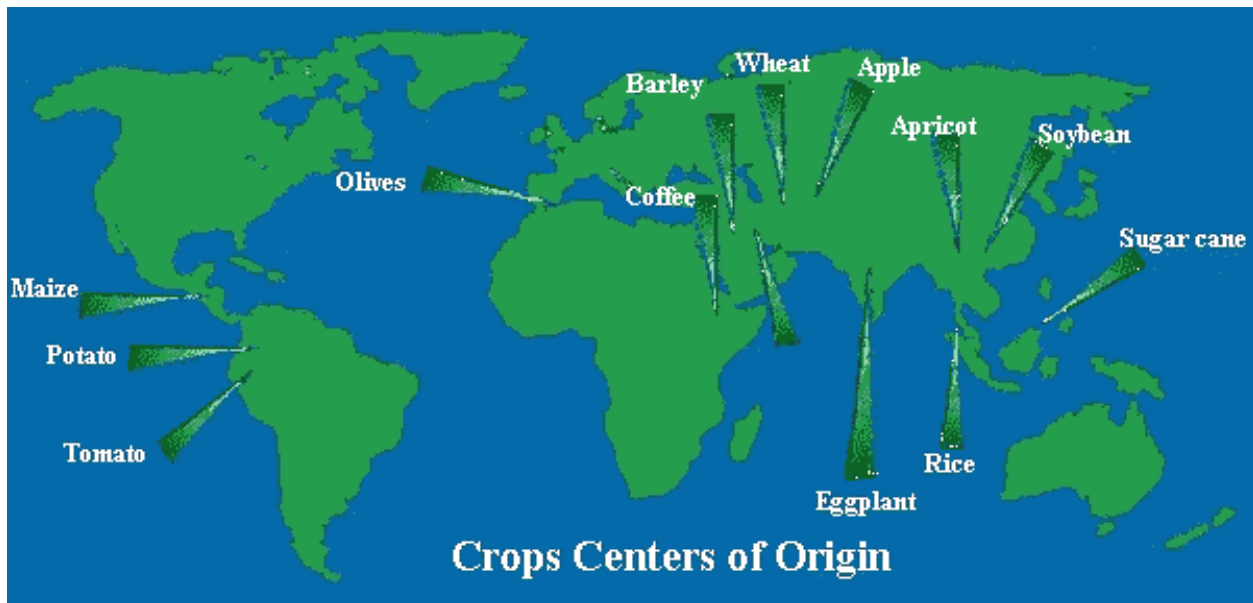 Wheat
Apple
Barley
Apricot
Soybean
Olives
Coffee
Sugar cane
Maize
Potato
Tomato
Rice
Eggplant
Crops Centers of Origin